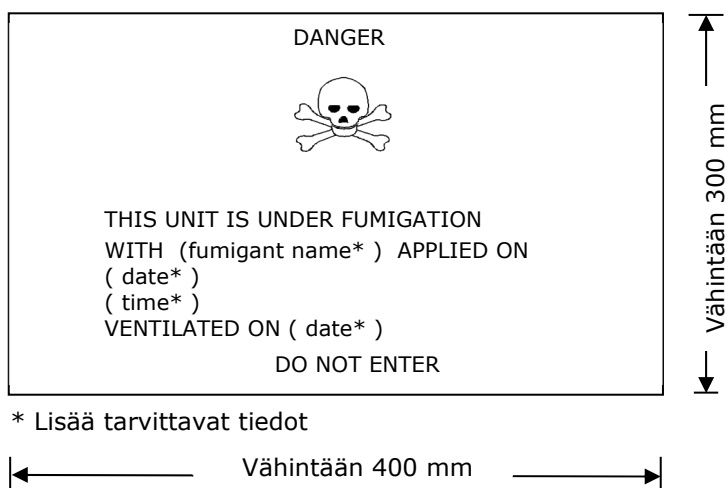 DANGER
THIS UNIT IS UNDER FUMIGATION
WITH (fumigant name* ) APPLIED ON
( date* )
( time* )
VENTILATED ON ( date* )
DO NOT ENTER
Vähintään 300 mm
* Lisää tarvittavat tiedot
Vähintään 400 mm